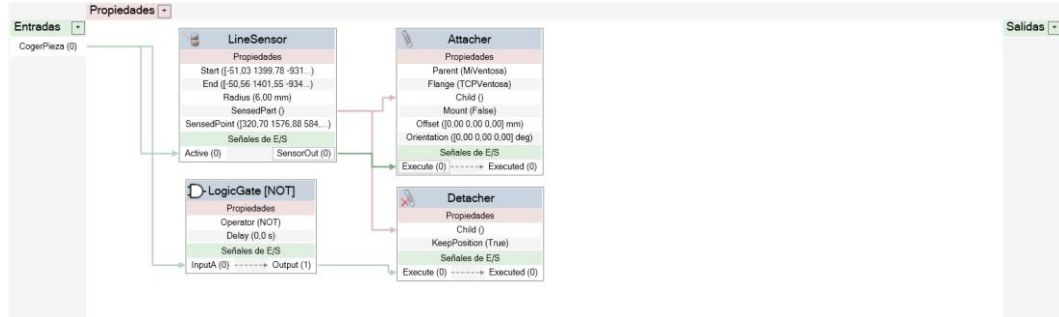 Propiedades +
Entradas +
Salidas +
CogerPieza (0)
LineSensor
Propiedades
Start ([-51,03 1399,78 -931...)
End ([-50,56 1401,55 -934...)
Radius (6,00 mm)
SensedPart ()
SensedPoint ([320,70 1576,88 584,...)
Señales de E/S
Active (0) SensorOut (0)
Attacher
Propiedades
Parent (MiVentosa)
Flange (TCPVentosa)
Child ()
Mount (False)
Offset ([0,00 0,00 0,00] mm)
Orientation ([0,00 0,00 0,00] deg)
Señales de E/S
Execute (0) Executed (0)
LogicGate [NOT]
Propiedades
Operator (NOT)
Delay (0,0 s)
Señales de E/S
InputA (0) Output (1)
Detacher
Propiedades
Child ()
KeepPosition (True)
Señales de E/S
Execute (0) Executed (0)